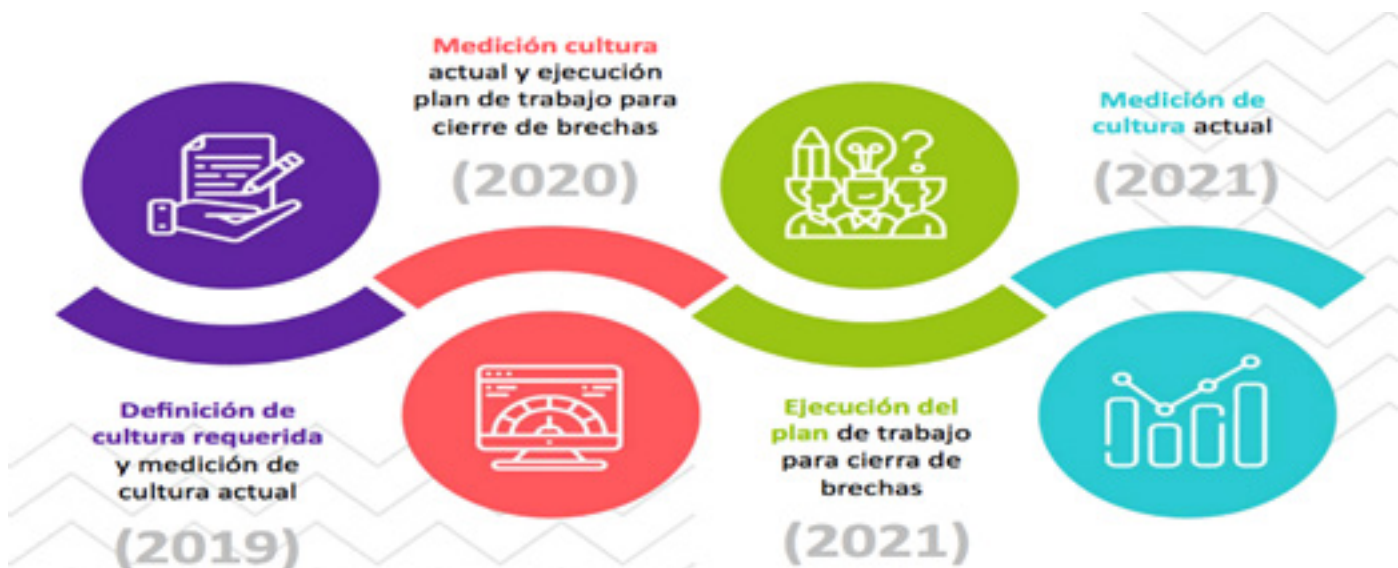 Definición de
cultura requerida
y medición de
cultura actual
(2019)
Medición cultura
actual y ejecución
plan de trabajo para
cierre de brechas
(2020)
Ejecución del
plan de trabajo
para cierra de
brechas
(2021)
Medición de
cultura actual
(2021)